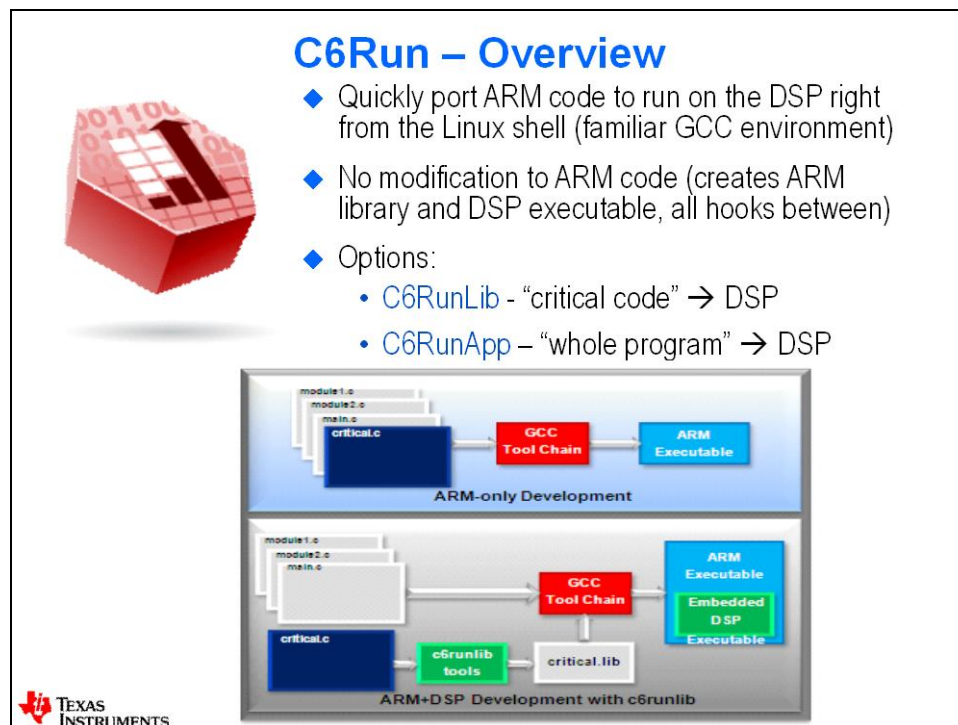 C6Run – Overview
◆ Quickly port ARM code to run on the DSP right
from the Linux shell (familiar GCC environment)
◆ No modification to ARM code (creates ARM
library and DSP executable, all hooks between)
◆ Options:
• C6RunLib - “critical code” → DSP
• C6RunApp – “whole program” → DSP
module1.c
module2.c
main.c
critical.c
GCC
Tool Chain
ARM
Executable
ARM-only Development
module1.c
module2.c
main.c
GCC
Tool Chain
ARM
Executable
Embedded
DSP
Executable
critical.c
c6runlib
tools
critical.lib
ARM+DSP Development with c6runlib
TEXAS
INSTRUMENTS